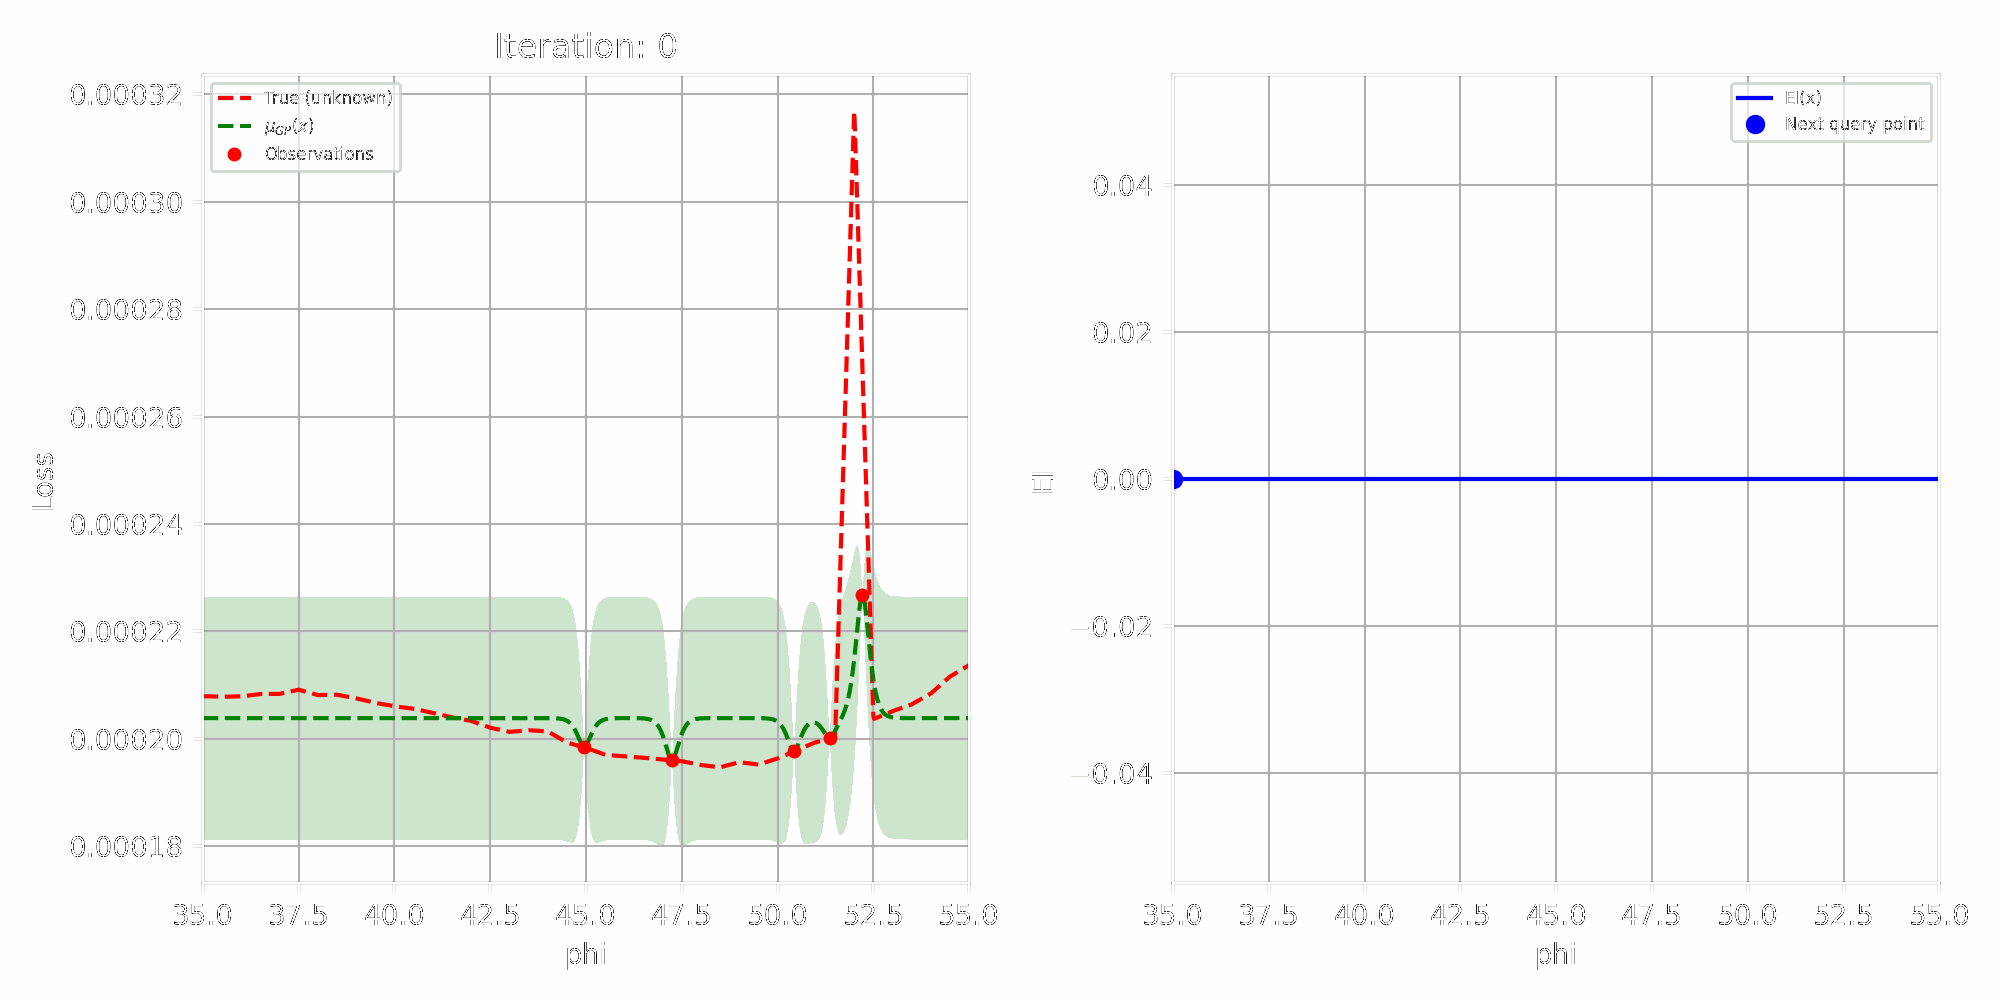 Iteration: 0
0.00032
0.00030
0.00028
0.00026
0.00024
0.00022
0.00020
0.00018
Loss
True (unknown)
μGP(x)
Observations
35.0 37.5 40.0 42.5 45.0 47.5 50.0 52.5 55.0
phi
0.04
0.02
0.00
−0.02
−0.04
EI
EI(x)
Next query point
35.0 37.5 40.0 42.5 45.0 47.5 50.0 52.5 55.0
phi